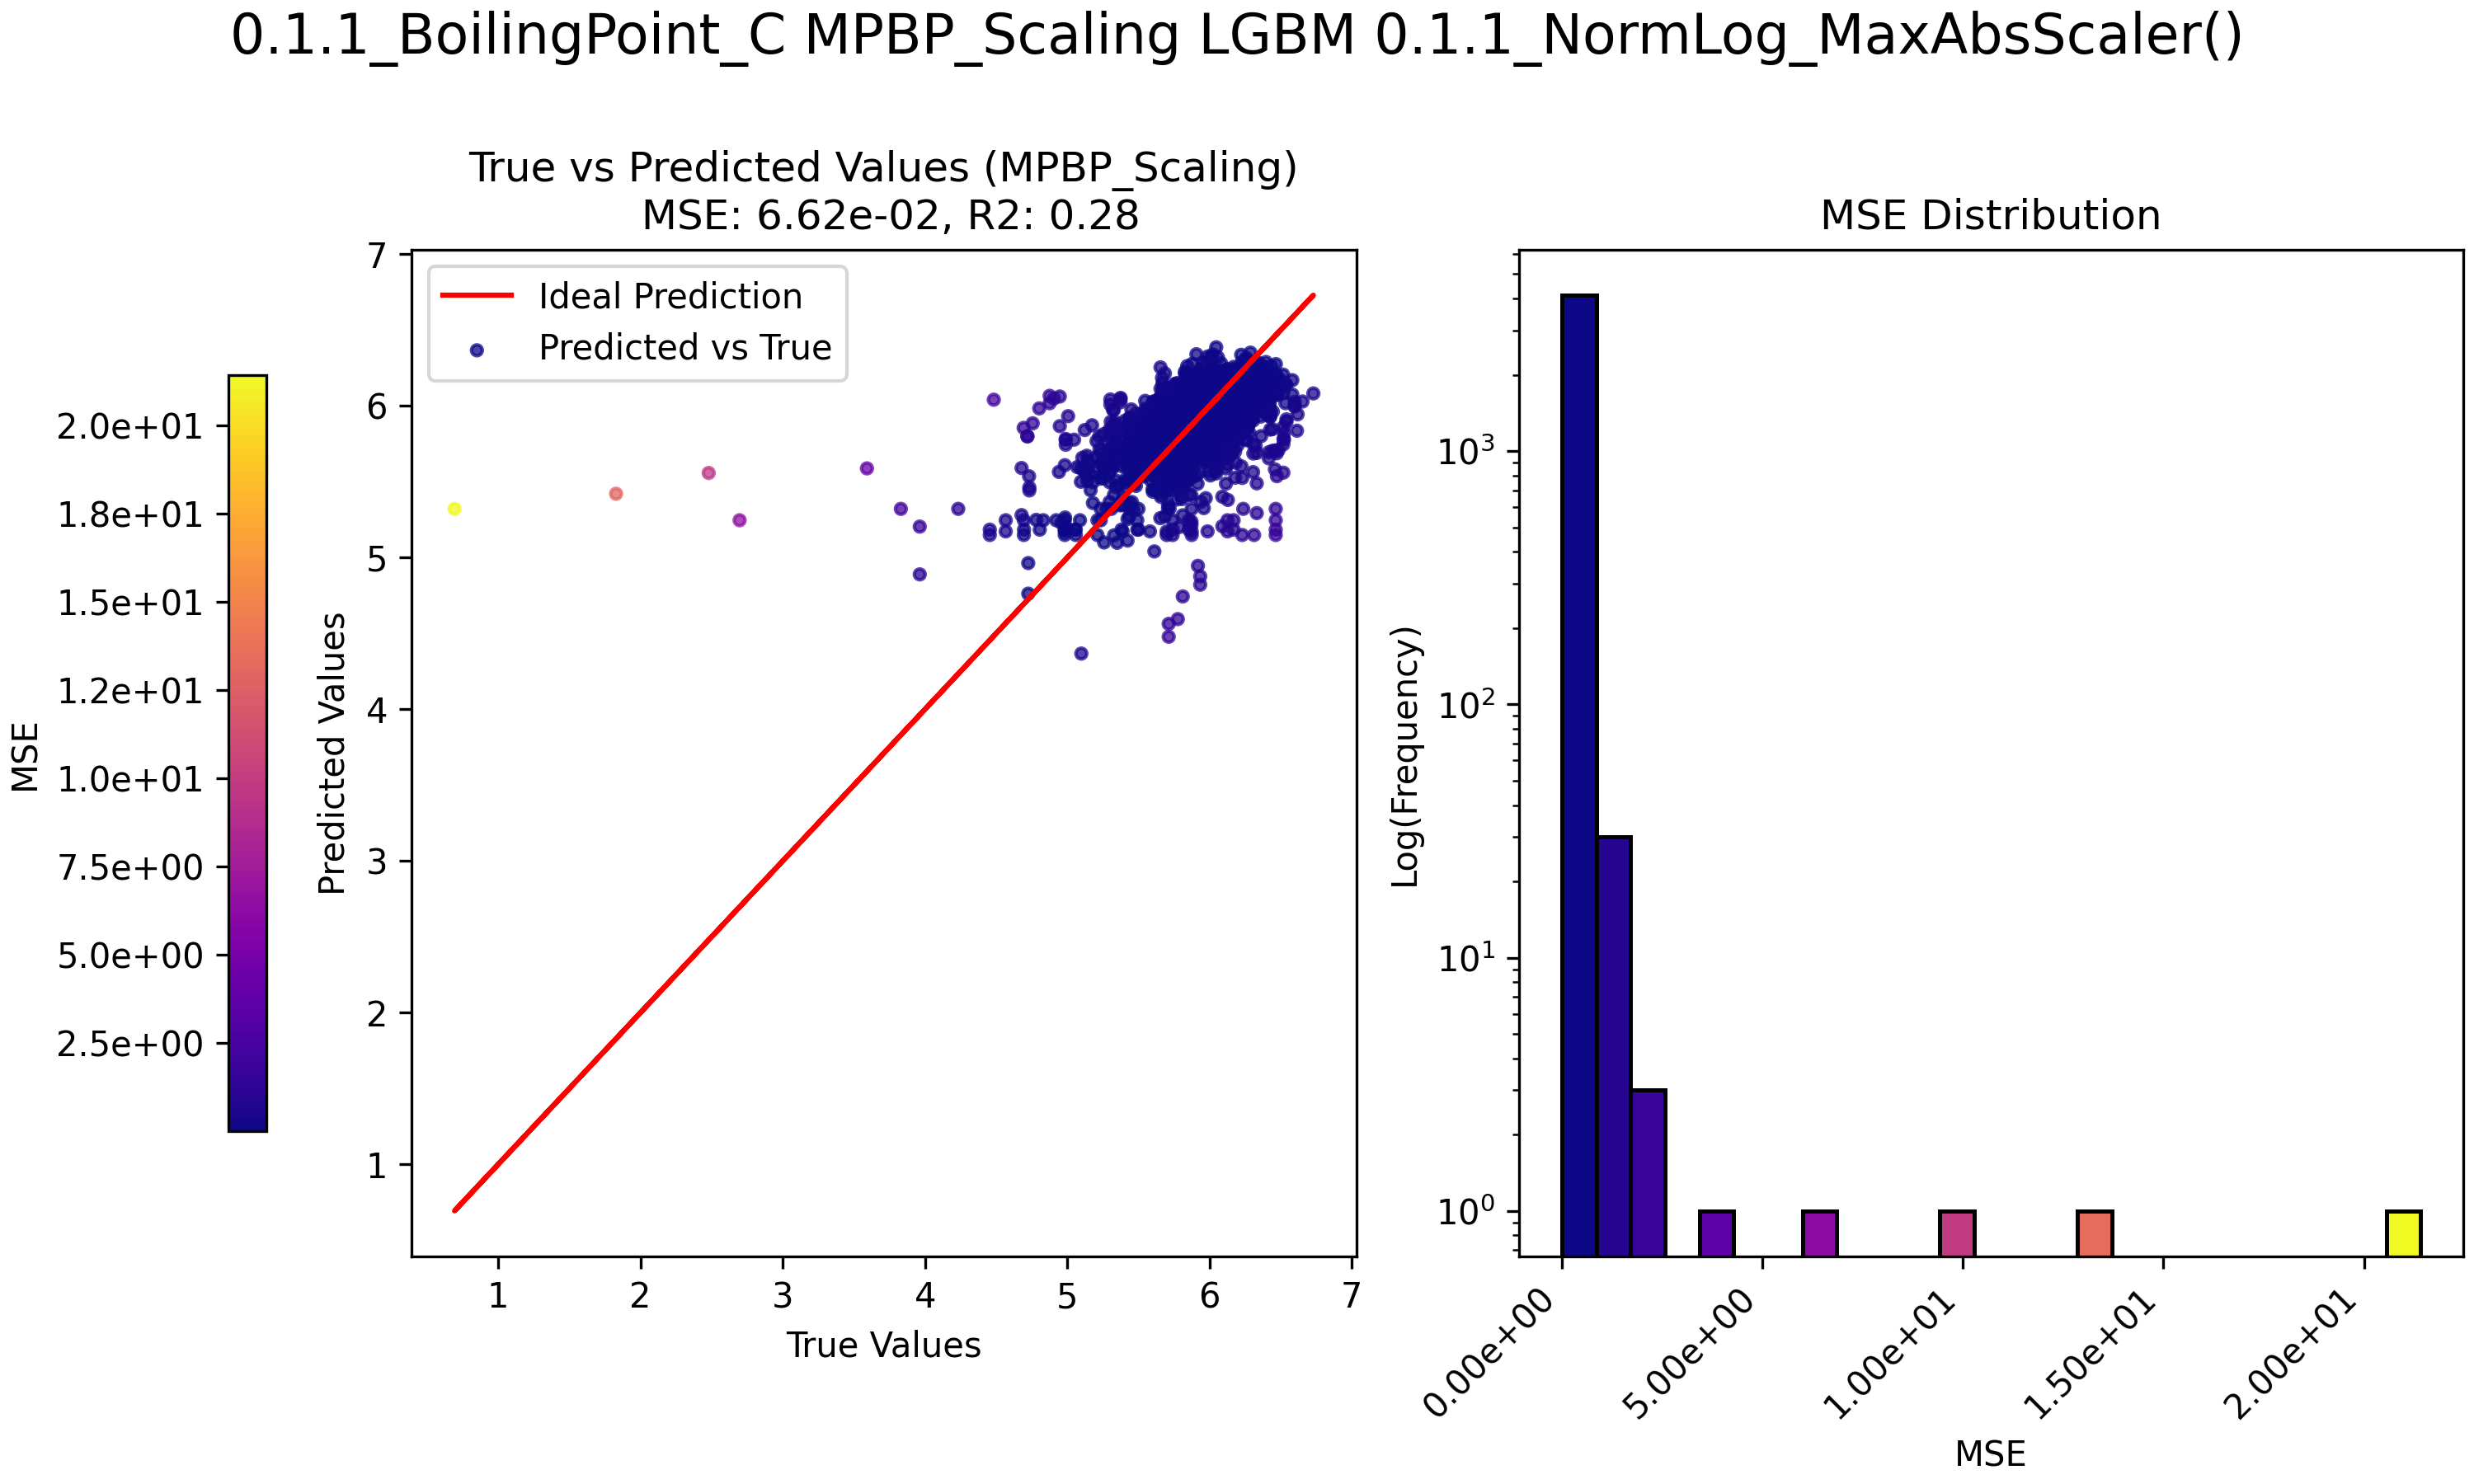 0.1.1_BoilingPoint_C MPBP_Scaling LGBM 0.1.1_NormLog_MaxAbsScaler()
True vs Predicted Values (MPBP_Scaling)
MSE: 6.62e-02, R2: 0.28
MSE
2.0e+01
1.8e+01
1.5e+01
1.2e+01
1.0e+01
7.5e+00
5.0e+00
2.5e+00
Predicted Values
7
6
5
4
3
2
1
Ideal Prediction
Predicted vs True
1 2 3 4 5 6 7
True Values
MSE Distribution
Log(Frequency)
10³
10²
10¹
10⁰
0.00e+00 5.00e+00 1.00e+01 1.50e+01 2.00e+01
MSE